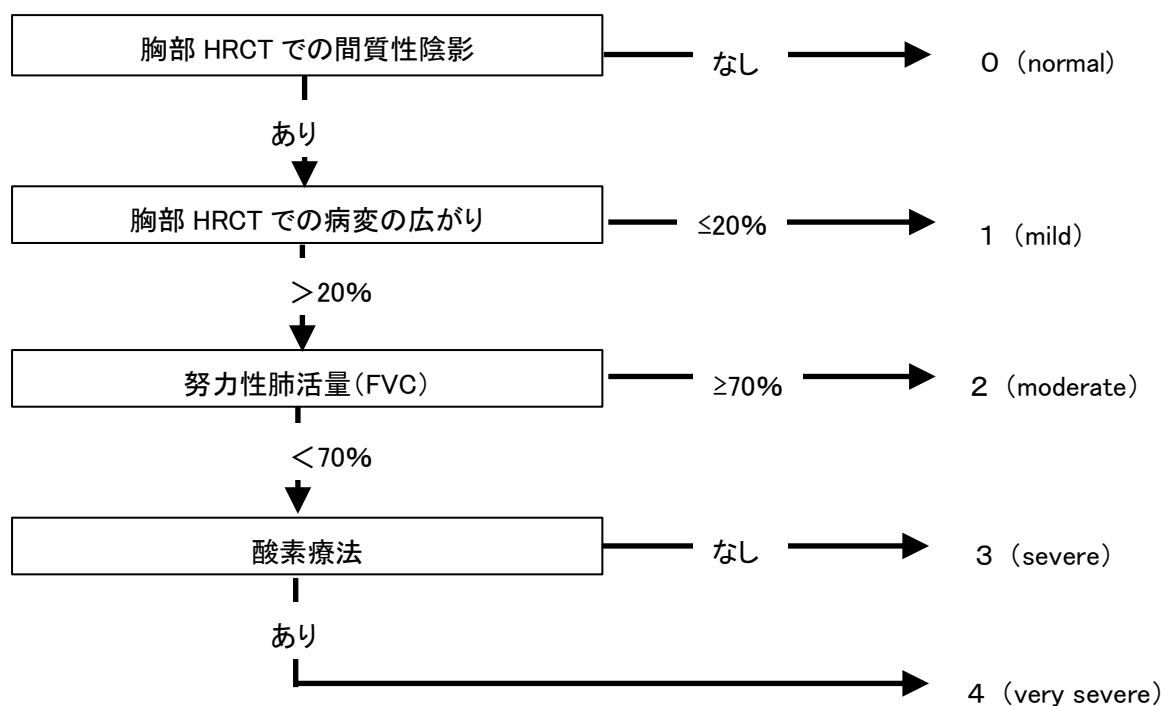 胸部 HRCT での間質性陰影
なし
0 (normal)
あり
胸部 HRCT での病変の広がり
≤20%
1 (mild)
＞20%
努力性肺活量(FVC)
≥70%
2 (moderate)
＜70%
酸素療法
なし
3 (severe)
あり
4 (very severe)